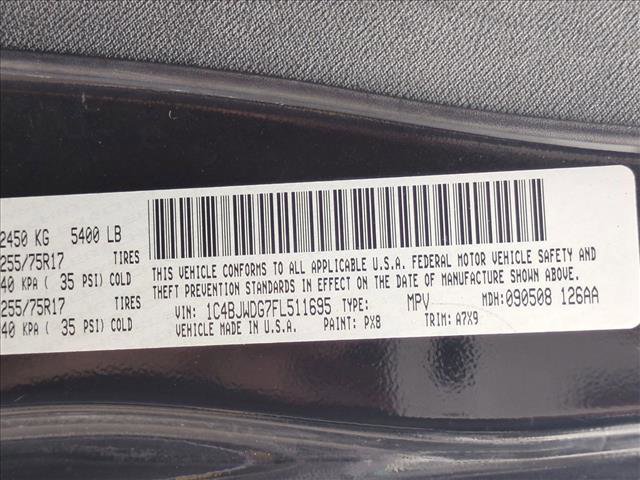 2450 KG 5400 LB
255/75R17 TIRES
40 KPA ( 35 PSI) COLD
255/75R17 TIRES
40 KPA ( 35 PSI) COLD
THIS VEHICLE CONFORMS TO ALL APPLICABLE U.S.A. FEDERAL MOTOR VEHICLE SAFETY AND
THEFT PREVENTION STANDARDS IN EFFECT ON THE DATE OF MANUFACTURE SHOWN ABOVE.
VIN: 1C4BJWDG7FL511695 TYPE: MPV MDH: 090508 126AA
VEHICLE MADE IN U.S.A. PAINT: PX8 TRIM: A7X9